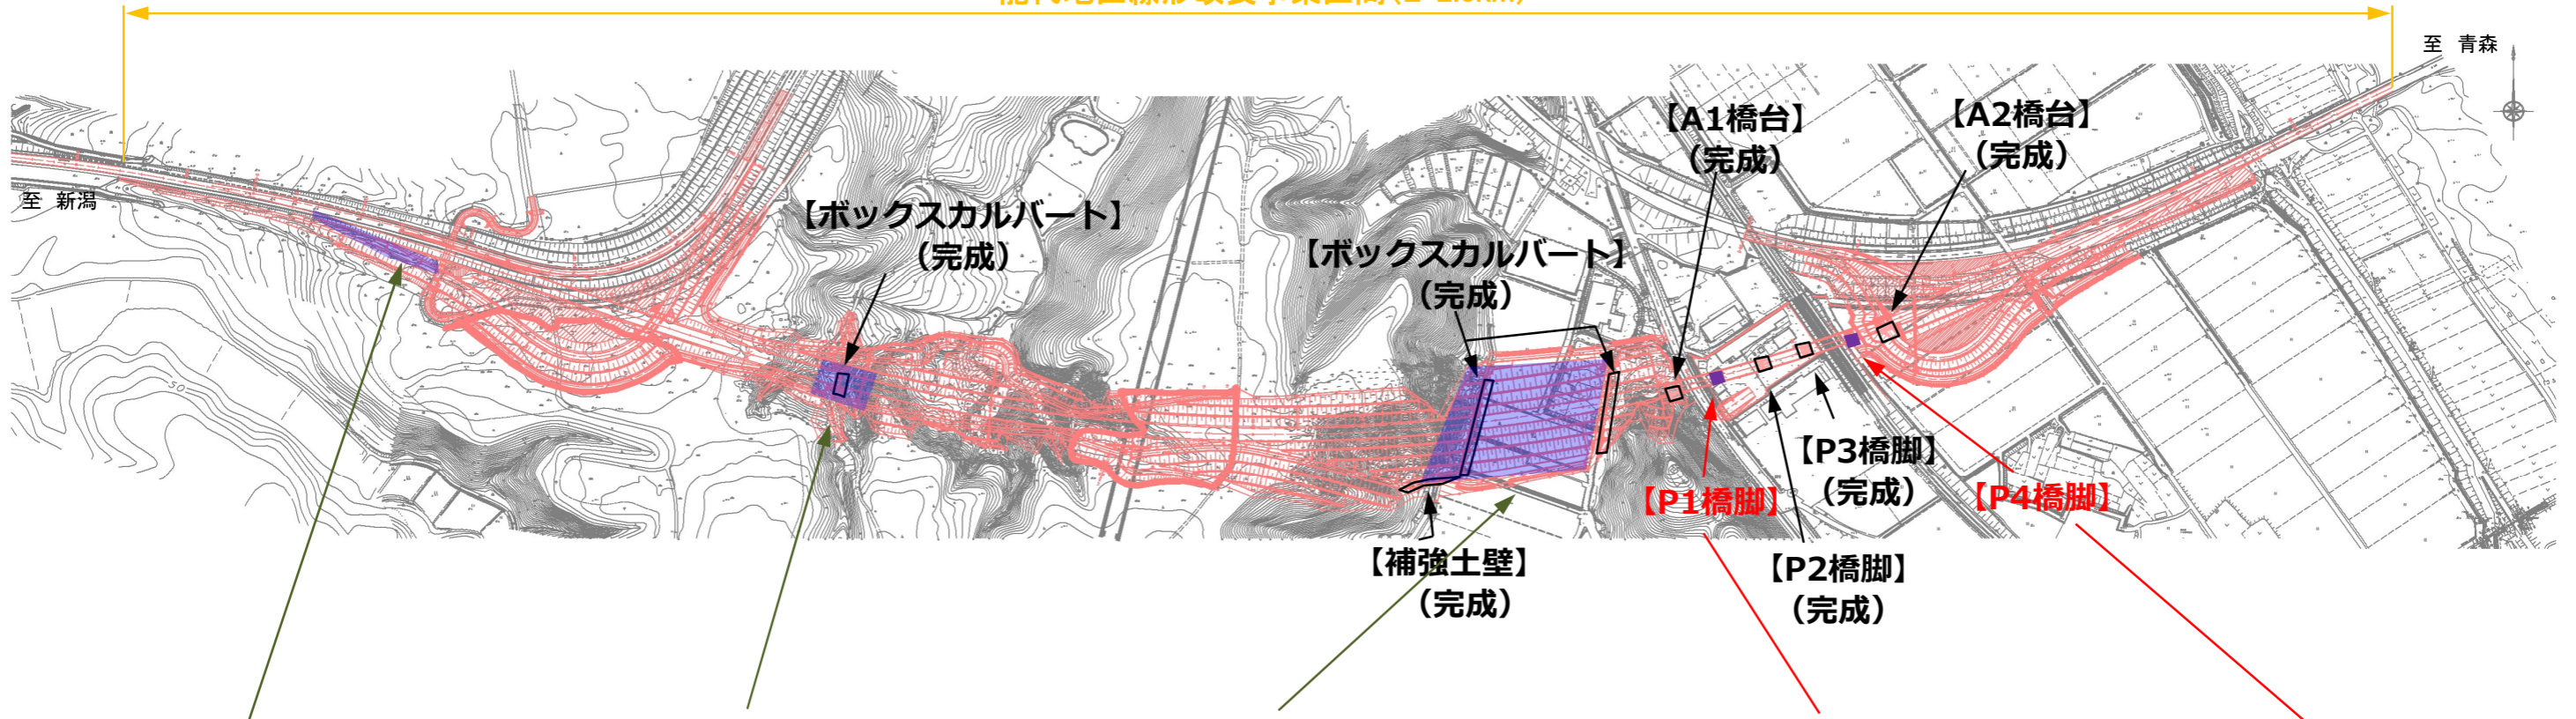 至 青森
至 新潟
【A1橋台】
（完成）
【A2橋台】
（完成）
【ボックスカルバート】
（完成）
【ボックスカルバート】
（完成）
【P3橋脚】
（完成）
【P1橋脚】
【P4橋脚】
【補強土壁】
（完成）
【P2橋脚】
（完成）
50